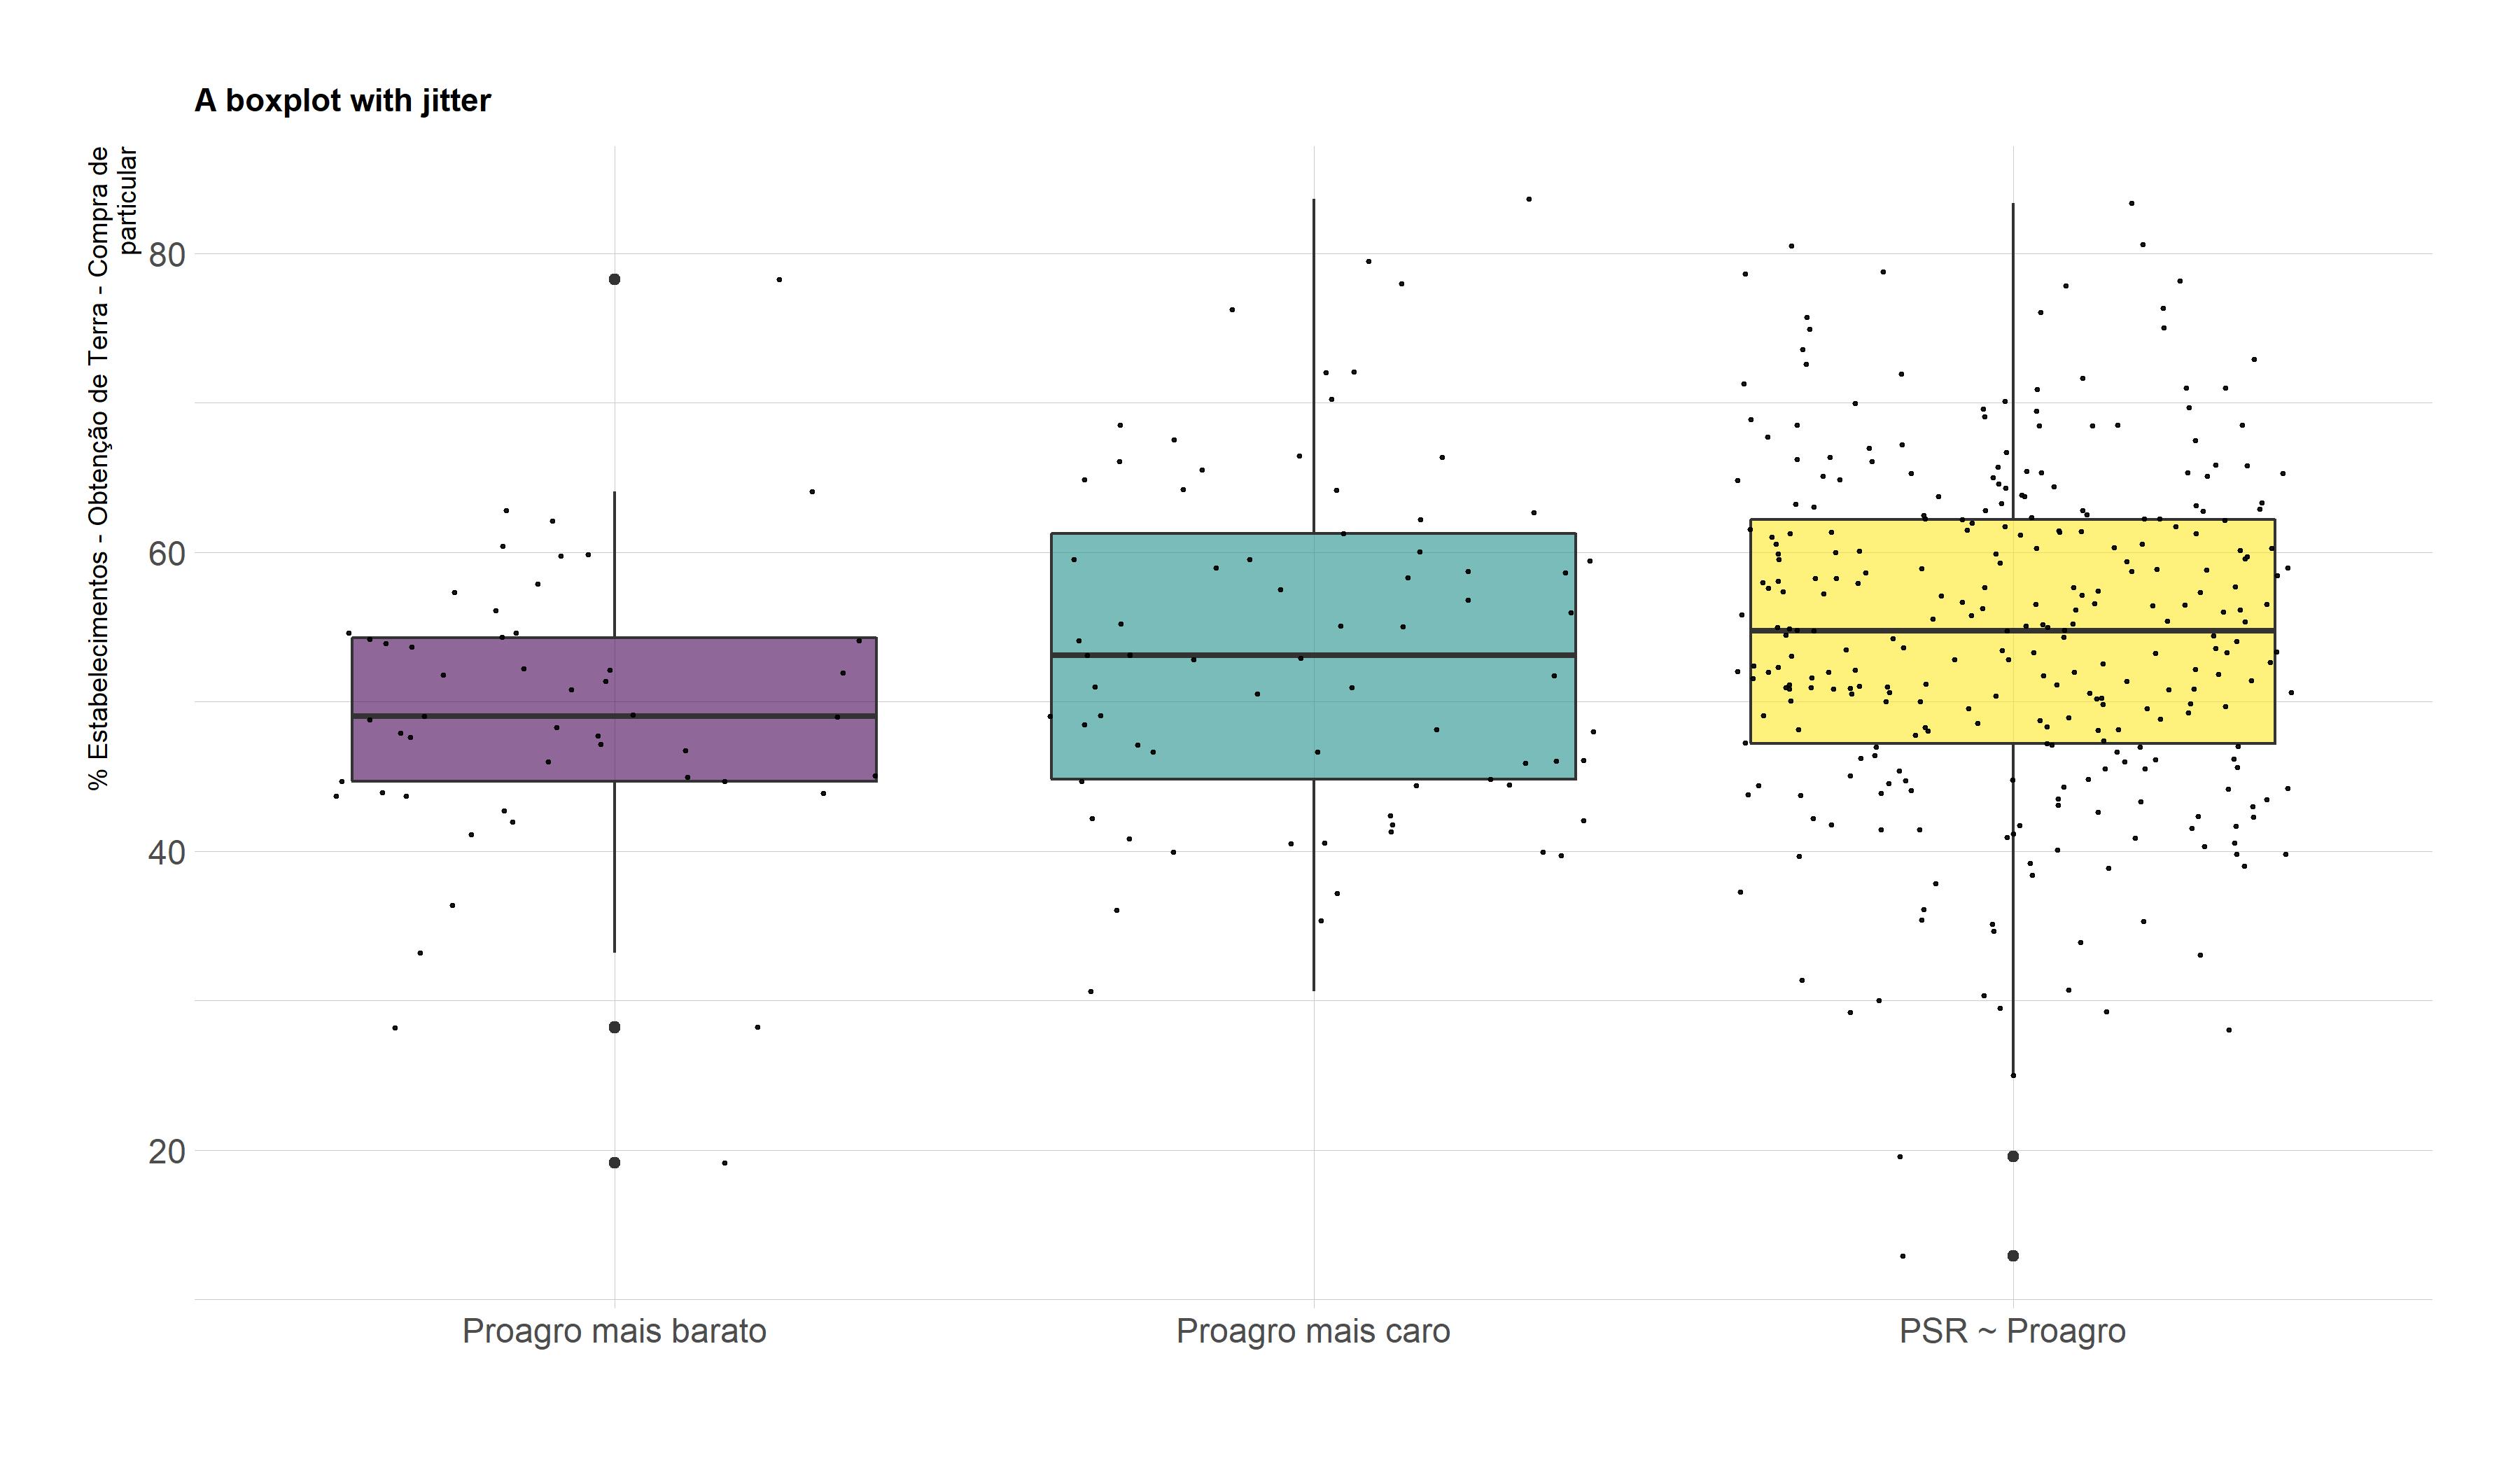 A boxplot with jitter
% Estabelecimentos - Obtenção de Terra - Compra de
particular
80
60
40
20
Proagro mais barato
Proagro mais caro
PSR ~ Proagro